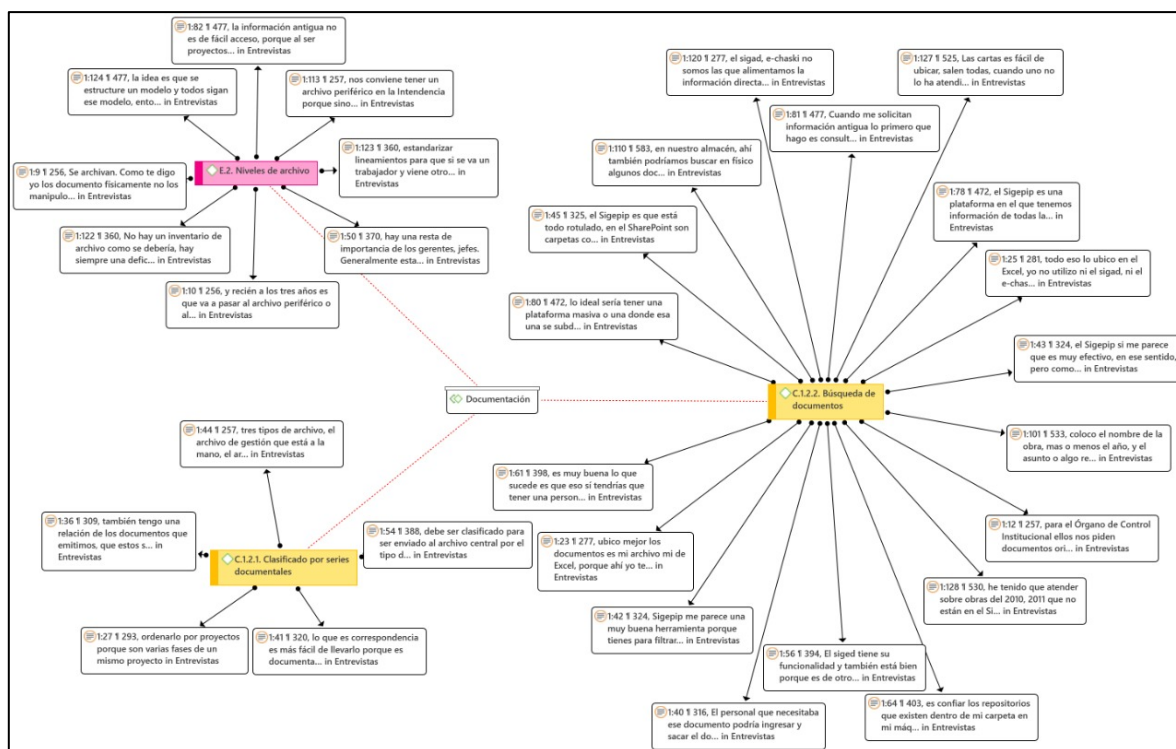 1:82 ¶ 477, la información antigua no
es de fácil acceso, porque al ser
proyectos… in Entrevistas
1:124 ¶ 477, la idea es que se
estructure un modelo y todos sigan
ese modelo, ento… in Entrevistas
1:113 ¶ 257, nos conviene tener un
archivo periférico en la Intendencia
porque sino… in Entrevistas
1:123 ¶ 360, estandarizar
lineamientos para que si se va un
trabajador y viene otro… in
Entrevistas
1:9 ¶ 256, Se archivan. Como te digo
yo los documento físicamente no los
manipulo… in Entrevistas
E.2. Niveles de archivo
1:122 ¶ 360, No hay un inventario de
archivo como se debería, hay
siempre una defic… in Entrevistas
1:50 ¶ 370, hay una resta de
importancia de los gerentes, jefes.
Generalmente esta… in Entrevistas
1:10 ¶ 256, y recién a los tres años es
que va a pasar al archivo periférico o
al… in Entrevistas
1:120 ¶ 277, el sigad, e-chaski no
somos las que alimentamos la
información directa… in Entrevistas
1:127 ¶ 525, Las cartas es fácil de
ubicar, salen todas, cuando uno no
lo ha atendi… in Entrevistas
1:81 ¶ 477, Cuando me solicitan
información antigua lo primero que
hago es consult… in Entrevistas
1:110 ¶ 583, en nuestro almacén, ahí
también podríamos buscar en físico
algunos doc… in Entrevistas
1:78 ¶ 472, el Sigepip es una
plataforma en el que tenemos
información de todas la… in
Entrevistas
1:45 ¶ 325, el Sigepip es que está
todo rotulado, en el SharePoint son
carpetas co… in Entrevistas
1:25 ¶ 281, todo eso lo ubico en el
Excel, yo no utilizo ni el sigad, ni el
e-chas… in Entrevistas
1:80 ¶ 472, lo ideal sería tener una
plataforma masiva o una donde esa
una se subd… in Entrevistas
1:43 ¶ 324, el Sigepip si me parece
que es muy efectivo, en ese sentido,
pero como… in Entrevistas
Documentación
C.1.2.2. Búsqueda de
documentos
1:44 ¶ 257, tres tipos de archivo, el
archivo de gestión que está a la
mano, el ar… in Entrevistas
1:101 ¶ 533, coloco el nombre de la
obra, mas o menos el año, y el
asunto o algo re… in Entrevistas
1:61 ¶ 398, es muy buena lo que
sucede es que eso sí tendrías que
tener una person… in Entrevistas
1:36 ¶ 309, también tengo una
relación de los documentos que
emitimos, que estos s… in
Entrevistas
1:54 ¶ 388, debe ser clasificado para
ser enviado al archivo central por el
tipo d… in Entrevistas
C.1.2.1. Clasificado por series
documentales
1:12 ¶ 257, para el Órgano de Control
Institucional ellos nos piden
documentos ori… in Entrevistas
1:23 ¶ 277, ubico mejor los
documentos es mi archivo mi de
Excel, porque ahí yo te… in
Entrevistas
1:128 ¶ 530, he tenido que atender
sobre obras del 2010, 2011 que no
están en el Si… in Entrevistas
1:27 ¶ 293, ordenarlo por proyectos
porque son varias fases de un
mismo proyecto in Entrevistas
1:41 ¶ 320, lo que es correspondencia
es más fácil de llevarlo porque es
documenta… in Entrevistas
1:42 ¶ 324, Sigepip me parece una
muy buena herramienta porque
tienes para filtrar… in Entrevistas
1:56 ¶ 394, El siged tiene su
funcionalidad y también está bien
porque es de otro… in Entrevistas
1:40 ¶ 316, El personal que necesitaba
ese documento podría ingresar y
sacar el do… in Entrevistas
1:64 ¶ 403, es confiar los repositorios
que existen dentro de mi carpeta en
mi máq… in Entrevistas